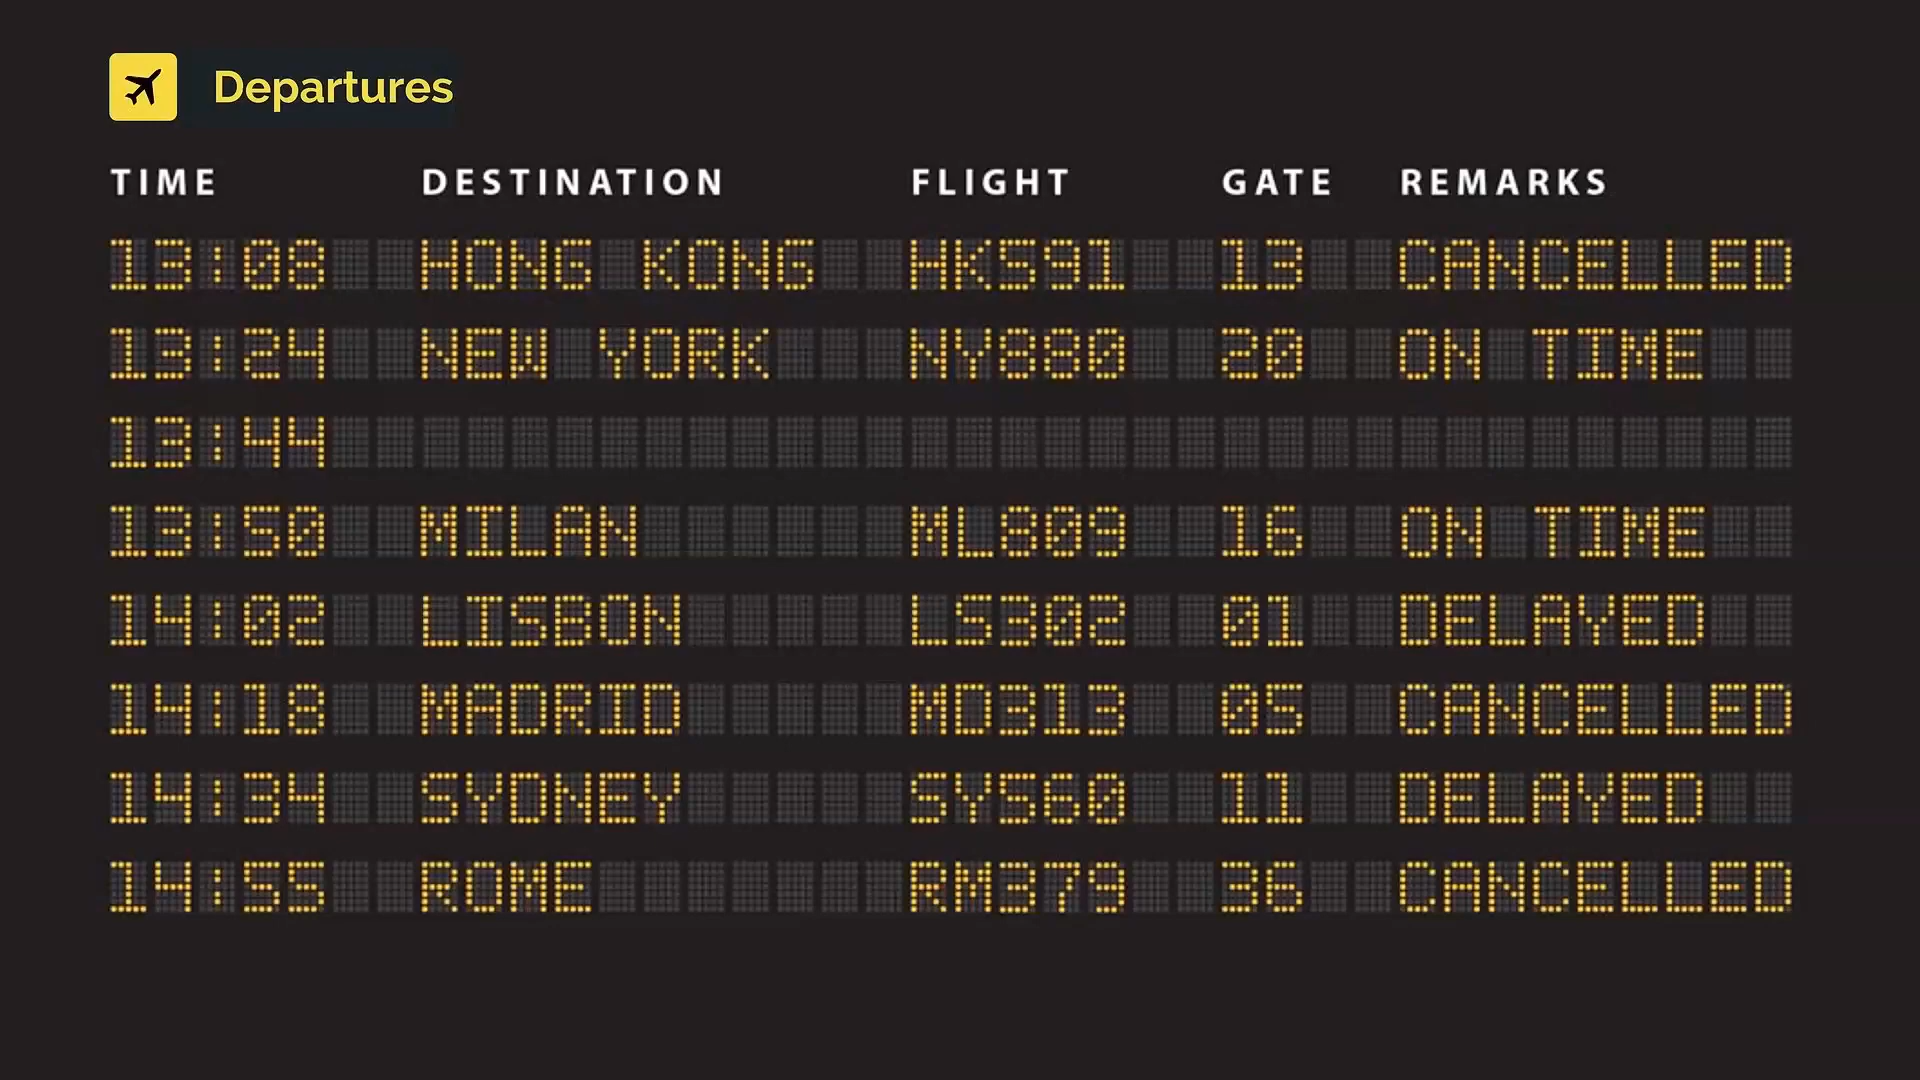 Departures
TIME DESTINATION FLIGHT GATE REMARKS
13:08 HONG KONG HK591 13 CANCELLED
13:24 NEW YORK NY880 20 ON TIME
13:44
13:50 MILAN ML809 16 ON TIME
14:02 LISBON LS302 01 DELAYED
14:18 MADRID MD313 05 CANCELLED
14:34 SYDNEY SY560 11 DELAYED
14:55 ROME RM379 36 CANCELLED